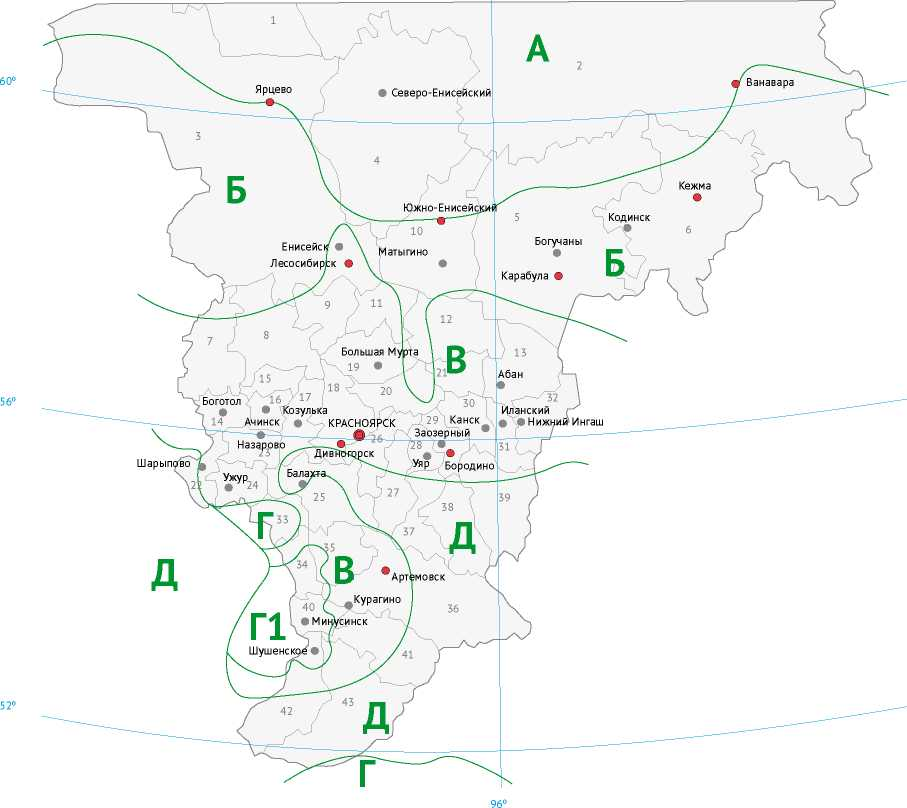 1
А
2
60°
Ярцево
Северо-Енисейский
Ванавара
3
4
Б
Кежма
Южно-Енисейский
5
Кодинск
10
6
Енисейск
Матыгино
Богучаны
Лесосибирск
Карабула
Б
9
11
12
7
8
В
13
Большая Мурта
19
21
Абан
15
18
20
56°
Боготол
16
17
30
32
Козулька
Иланский
14
Ачинск
КРАСНОЯРСК
29
Канск
Нижний Ингаш
Заозерный
26
Назарово
28
31
23
Дивногорск
Шарыпово
Уяр
Бородино
Ужур
Балахта
22
24
25
27
39
38
33
Г
37
Д
35
34
Д
В
Артемовск
40
Курагино
36
Г1
Минусинск
Шушенское
41
52°
43
42
Д
Г
96°